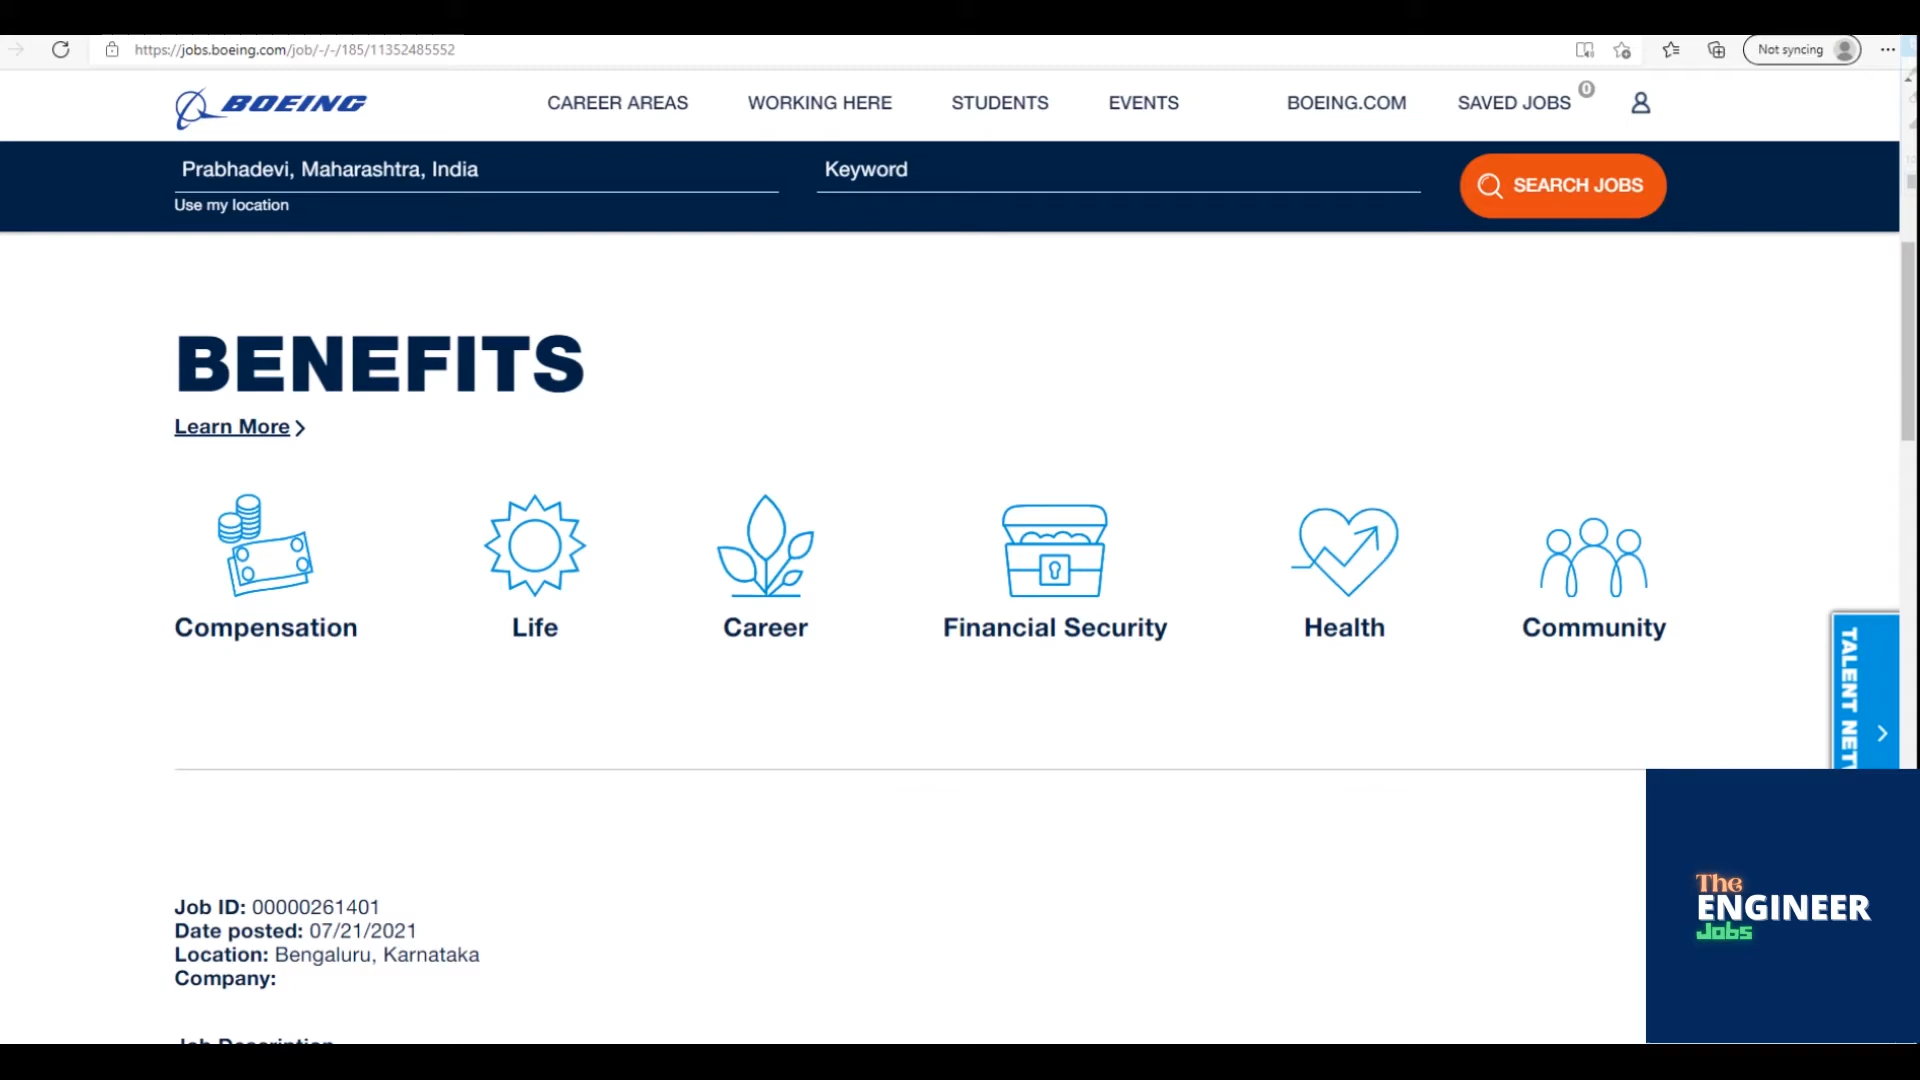 https://jobs.boeing.com/job/-/-/185/11352485552
Not syncing
BOEING
CAREER AREAS
WORKING HERE
STUDENTS
EVENTS
BOEING.COM
SAVED JOBS
0
Prabhadevi, Maharashtra, India
Keyword
SEARCH JOBS
Use my location
BENEFITS
Learn More
Compensation
Life
Career
Financial Security
Health
Community
TALENT
Job ID: 00000261401
Date posted: 07/21/2021
Location: Bengaluru, Karnataka
Company:
The
ENGINEER
Jobs
Job Description